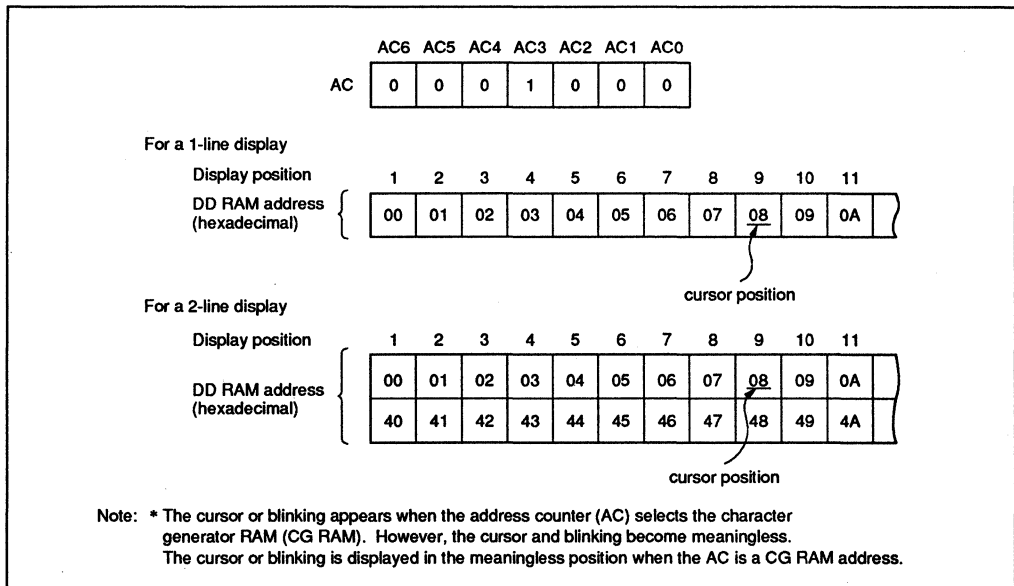 AC6 AC5 AC4 AC3 AC2 AC1 AC0
AC 0 0 0 1 0 0 0
For a 1-line display
Display position 1 2 3 4 5 6 7 8 9 10 11
DD RAM address
(hexadecimal)
00 01 02 03 04 05 06 07 08 09 0A
cursor position
For a 2-line display
Display position 1 2 3 4 5 6 7 8 9 10 11
DD RAM address
(hexadecimal)
00 01 02 03 04 05 06 07 08 09 0A
40 41 42 43 44 45 46 47 48 49 4A
cursor position
Note: * The cursor or blinking appears when the address counter (AC) selects the character
generator RAM (CG RAM). However, the cursor and blinking become meaningless.
The cursor or blinking is displayed in the meaningless position when the AC is a CG RAM address.